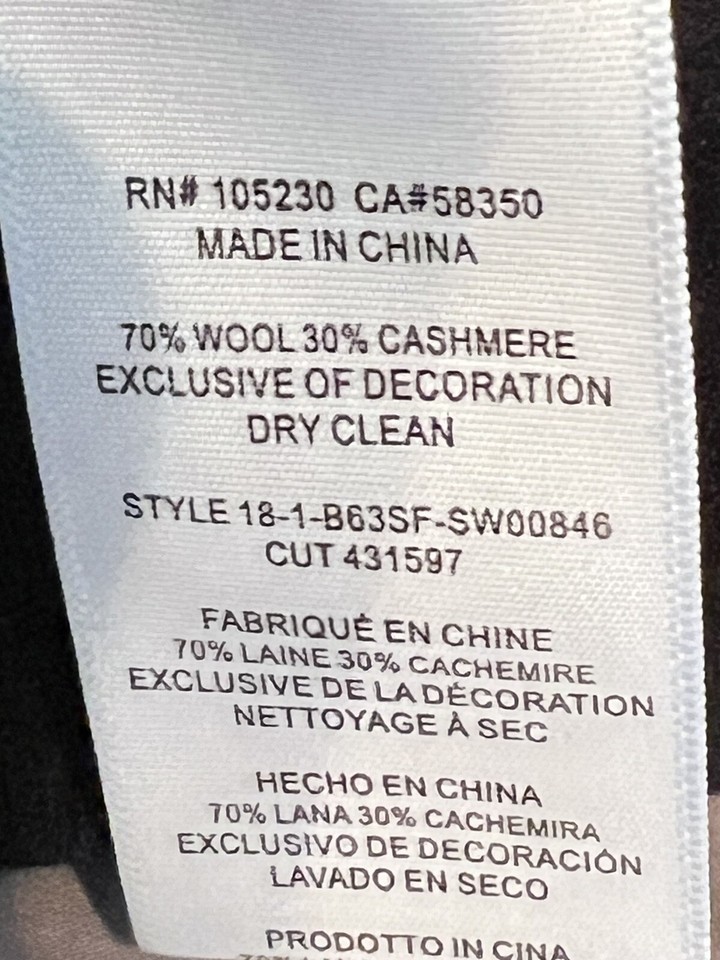 RN# 105230 CA#58350
MADE IN CHINA
70% WOOL 30% CASHMERE
EXCLUSIVE OF DECORATION
DRY CLEAN
STYLE 18-1-B63SF-SW00846
CUT 431597
FABRIQUÉ EN CHINE
70% LAINE 30% CACHEMIRE
EXCLUSIVE DE LA DÉCORATION
NETTOYAGE À SEC
HECHO EN CHINA
70% LANA 30% CACHEMIRA
EXCLUSIVO DE DECORACIÓN
LAVADO EN SECO
PRODOTTO IN CINA